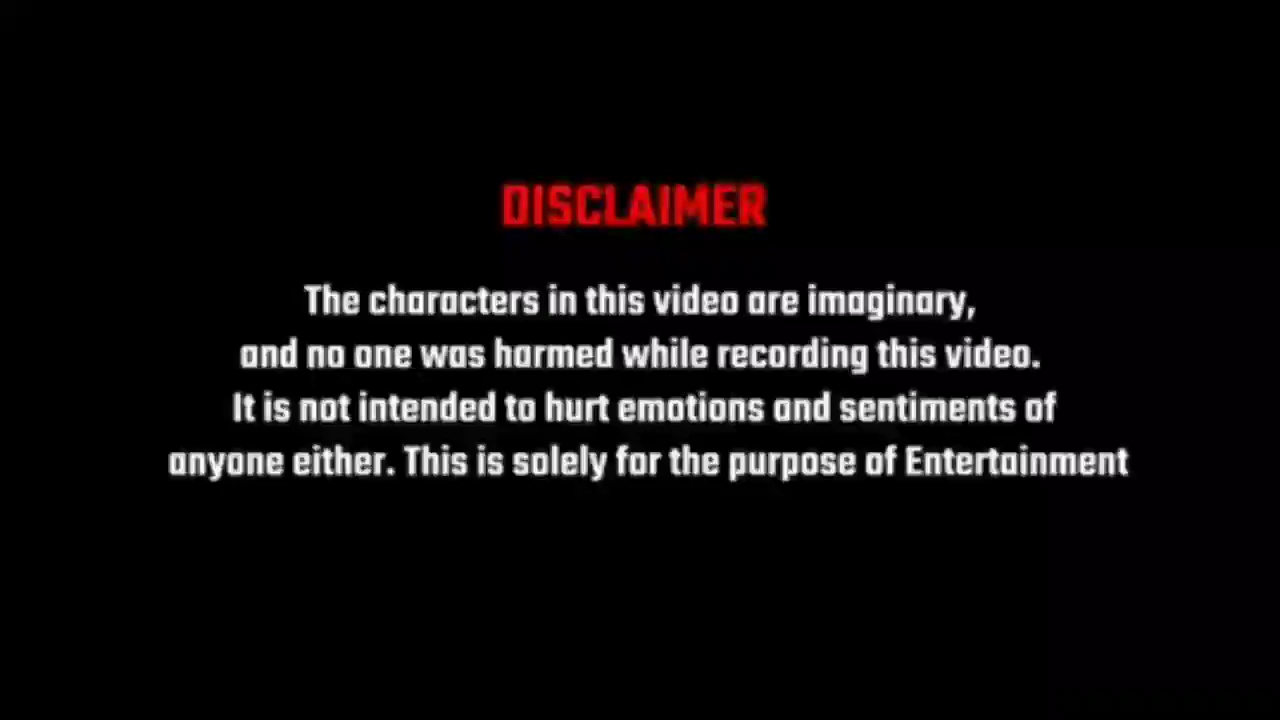 DISCLAIMER
The characters in this video are imaginary,
and no one was harmed while recording this video.
It is not intended to hurt emotions and sentiments of
anyone either. This is solely for the purpose of Entertainment